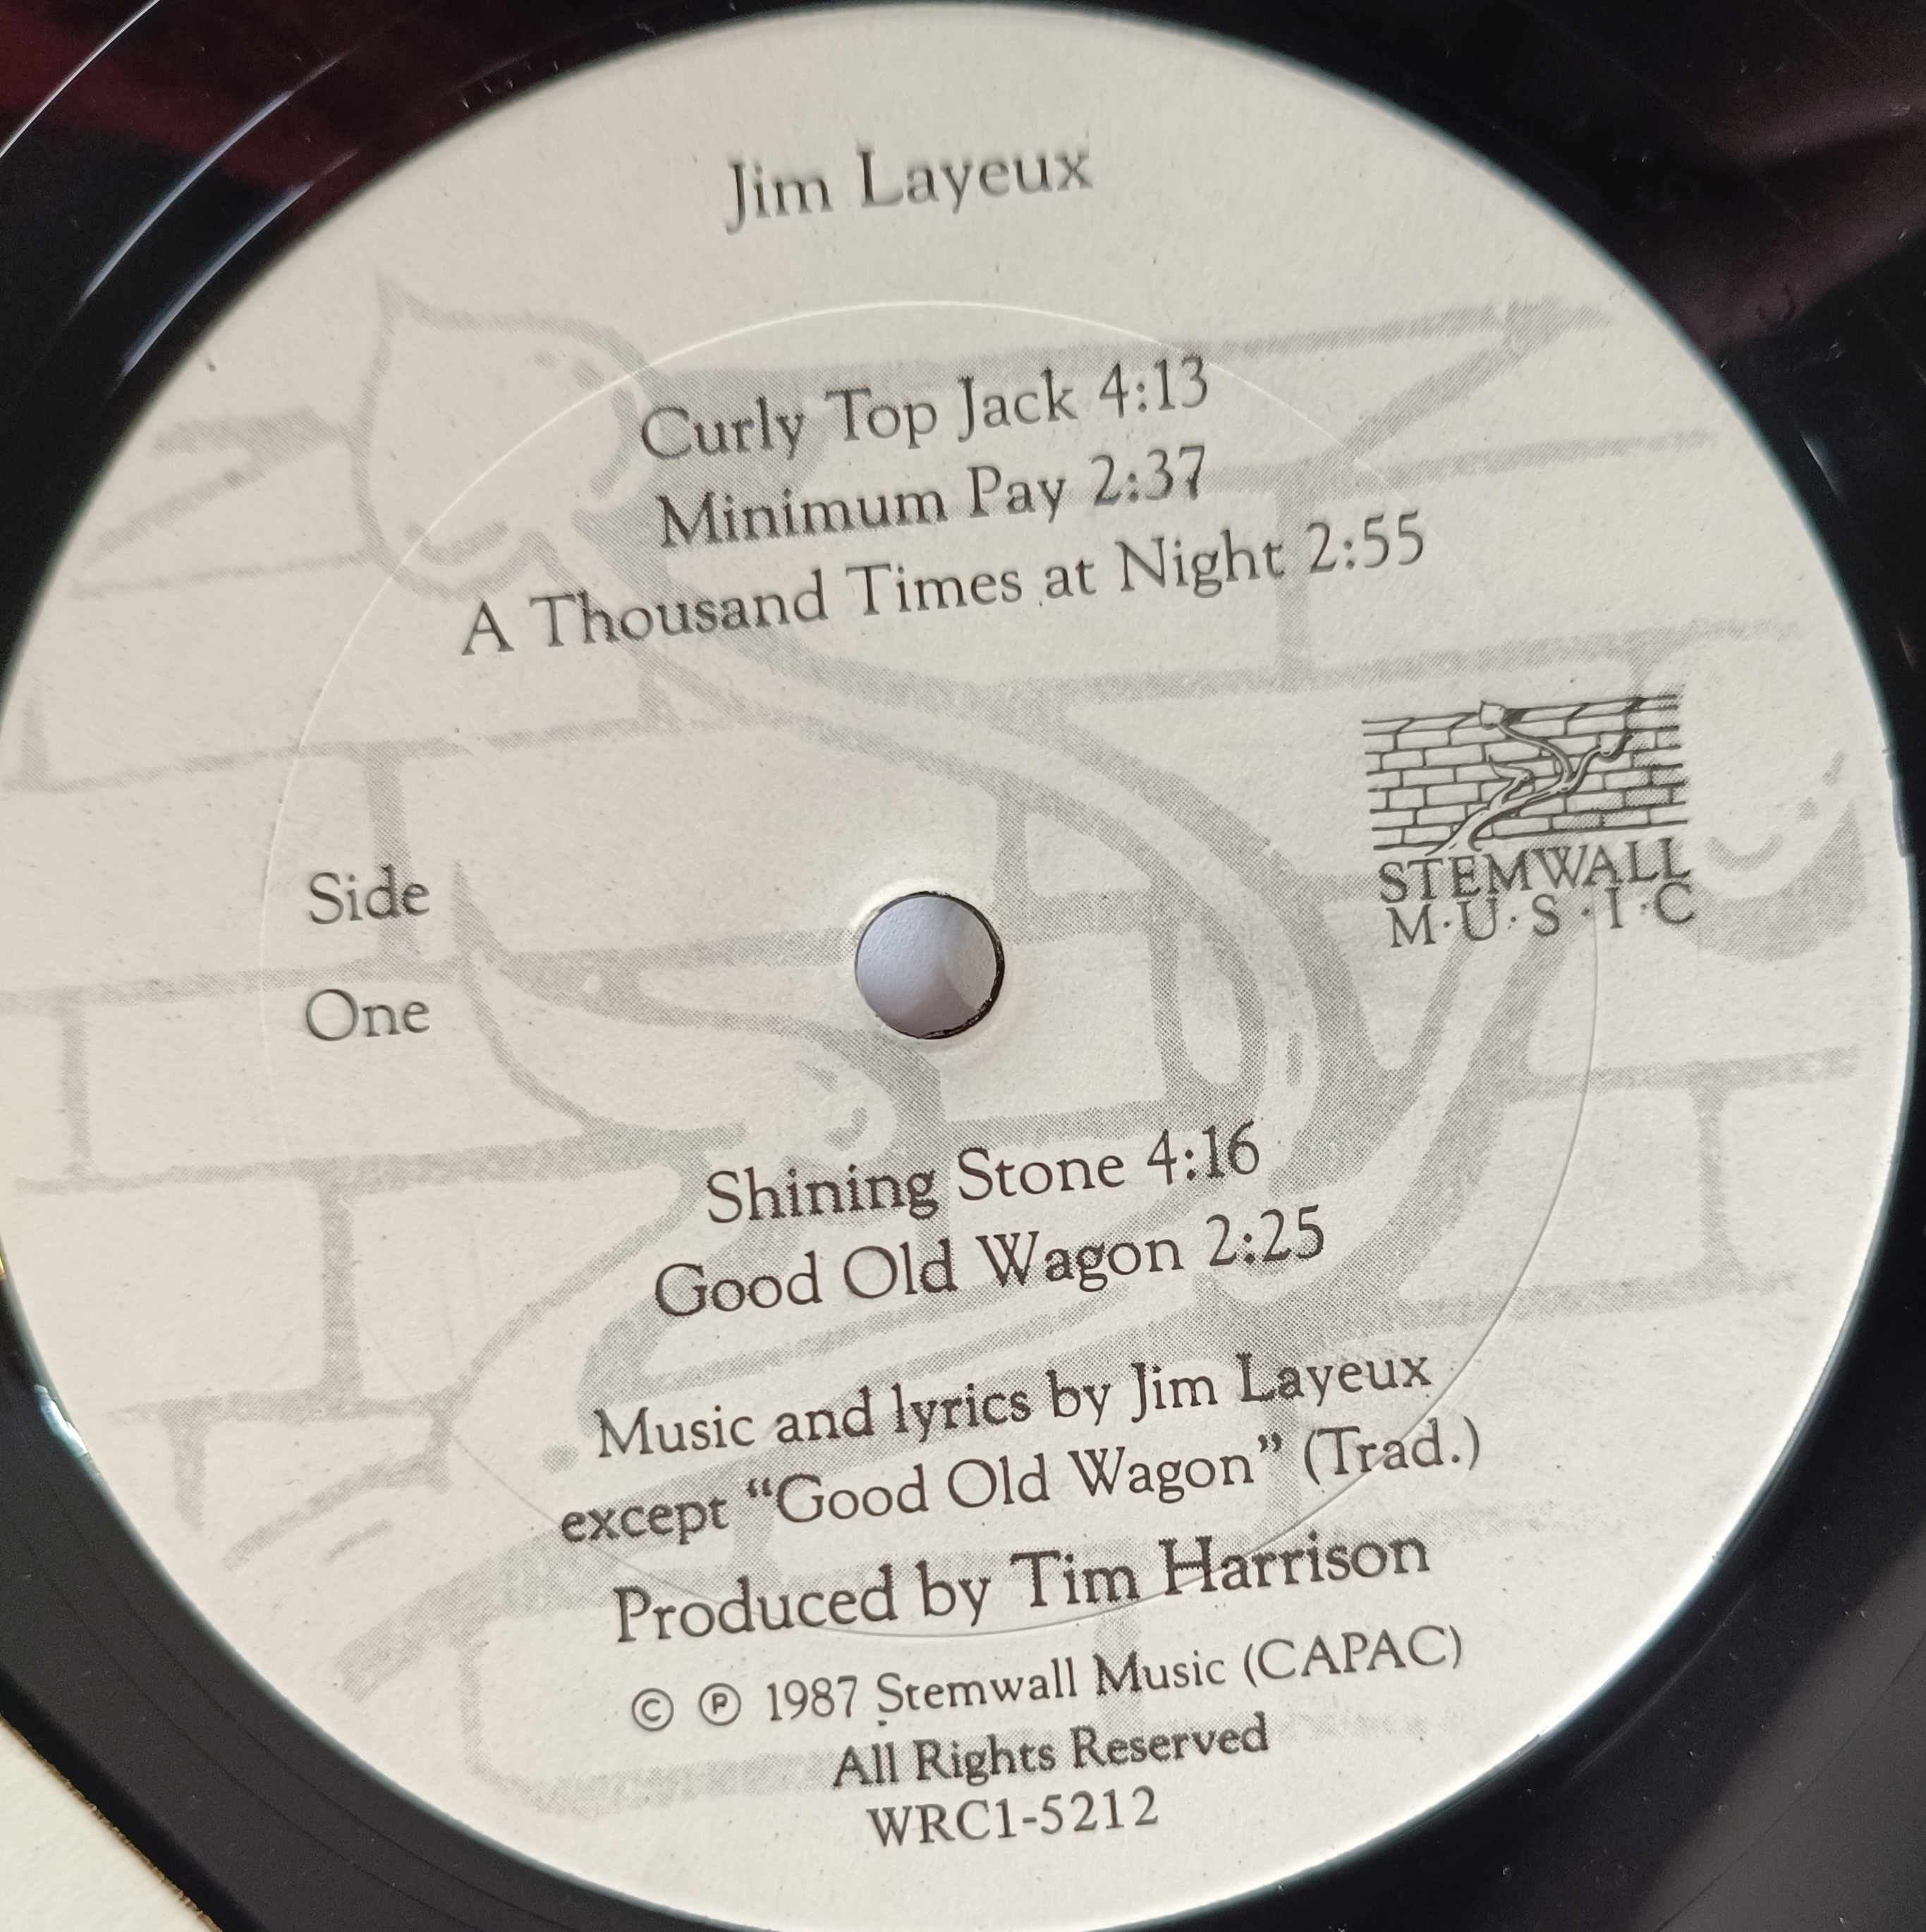 Jim Layeux
Curly Top Jack 4:13
Minimum Pay 2:37
A Thousand Times at Night 2:55
STEMWALL
M·U·S·I·C
Side
One
Shining Stone 4:16
Good Old Wagon 2:25
Music and lyrics by Jim Layeux
except “Good Old Wagon” (Trad.)
Produced by Tim Harrison
© ℗ 1987 Stemwall Music (CAPAC)
All Rights Reserved
WRC1-5212